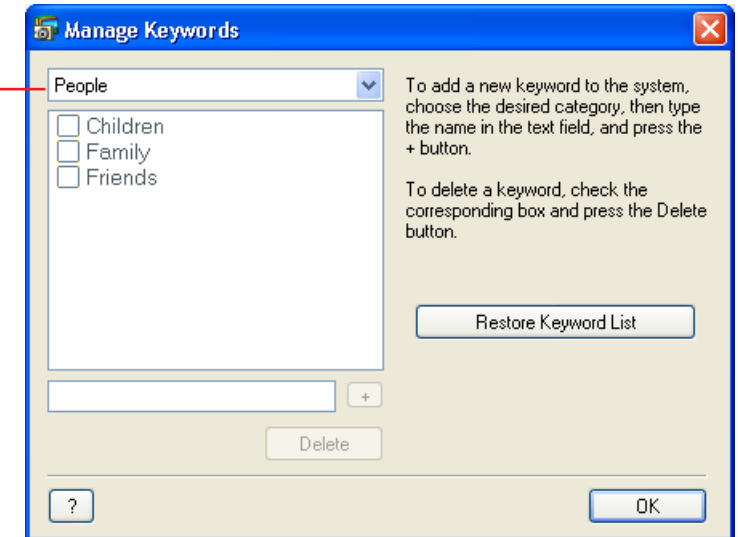 Manage Keywords
People
Children
Family
Friends
+
Delete
To add a new keyword to the system,
choose the desired category, then type
the name in the text field, and press the
+ button.
To delete a keyword, check the
corresponding box and press the Delete
button.
Restore Keyword List
?
OK